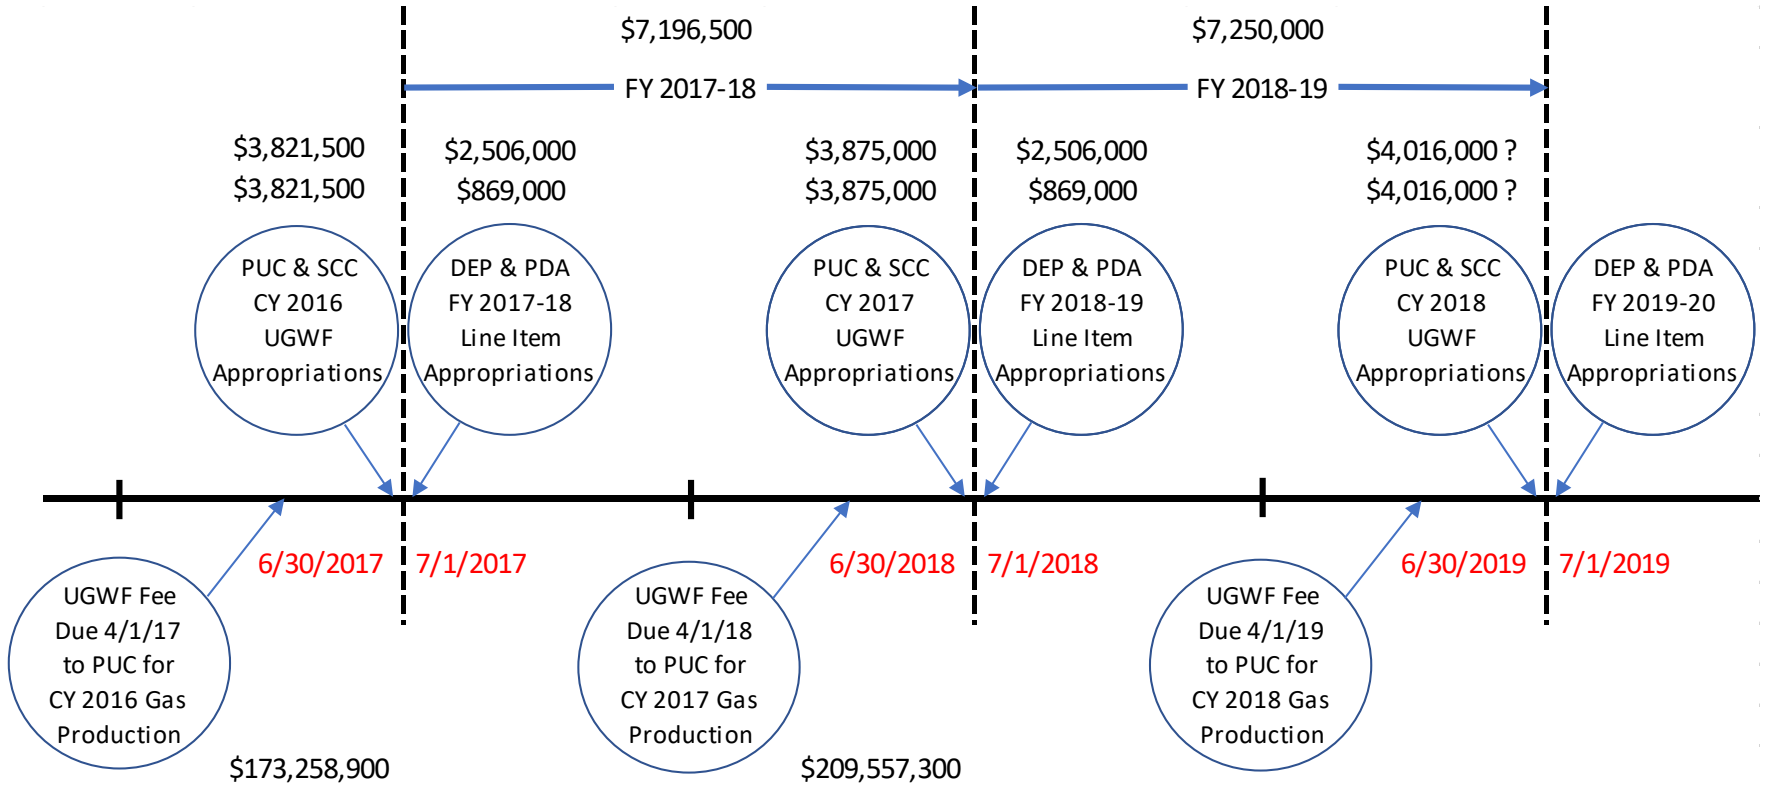 $7,196,500
$7,250,000
FY 2017-18
FY 2018-19
$3,821,500
$3,821,500
$2,506,000
$869,000
$3,875,000
$3,875,000
$2,506,000
$869,000
$4,016,000 ?
$4,016,000 ?
PUC & SCC
CY 2016
UGWF
Appropriations
DEP & PDA
FY 2017-18
Line Item
Appropriations
PUC & SCC
CY 2017
UGWF
Appropriations
DEP & PDA
FY 2018-19
Line Item
Appropriations
PUC & SCC
CY 2018
UGWF
Appropriations
DEP & PDA
FY 2019-20
Line Item
Appropriations
6/30/2017
7/1/2017
6/30/2018
7/1/2018
6/30/2019
7/1/2019
UGWF Fee
Due 4/1/17
to PUC for
CY 2016 Gas
Production
UGWF Fee
Due 4/1/18
to PUC for
CY 2017 Gas
Production
UGWF Fee
Due 4/1/19
to PUC for
CY 2018 Gas
Production
$173,258,900
$209,557,300